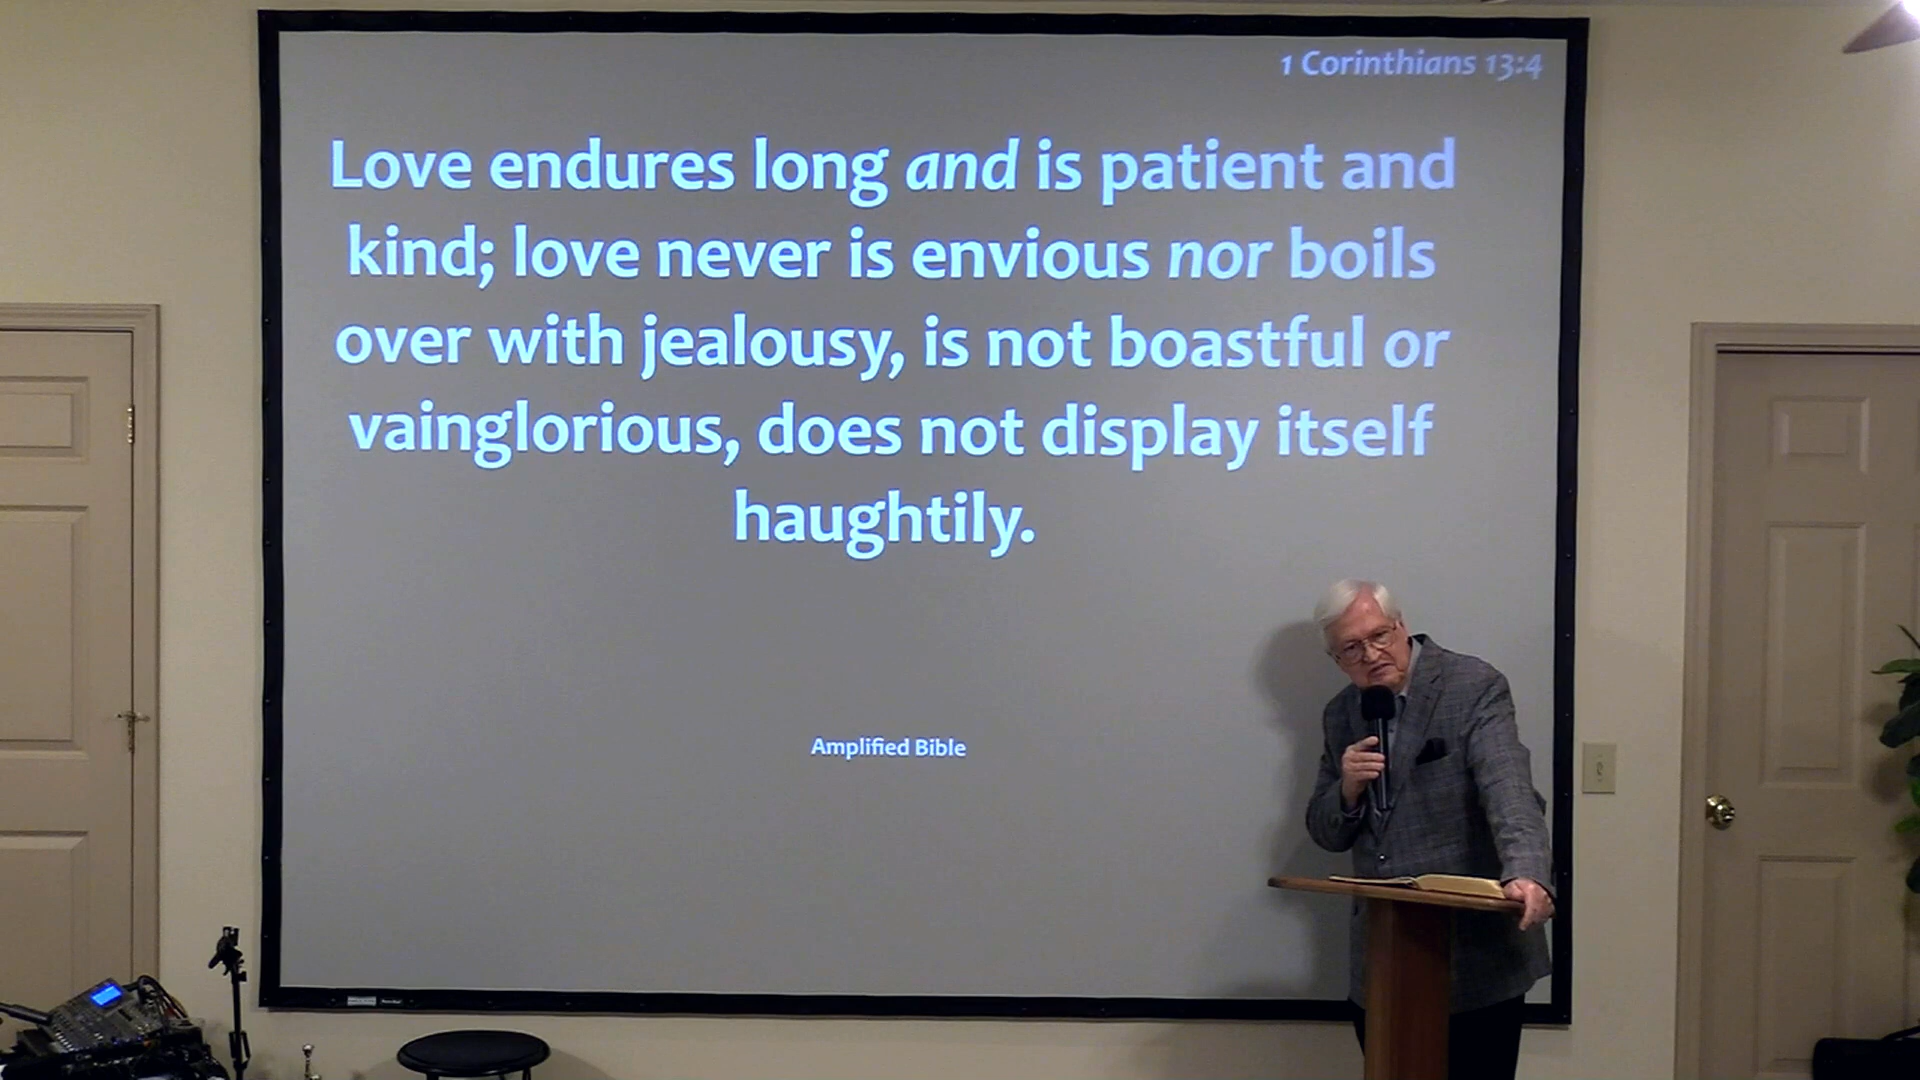 1 Corinthians 13:4
Love endures long and is patient and
kind; love never is envious nor boils
over with jealousy, is not boastful or
vainglorious, does not display itself
haughtily.
Amplified Bible